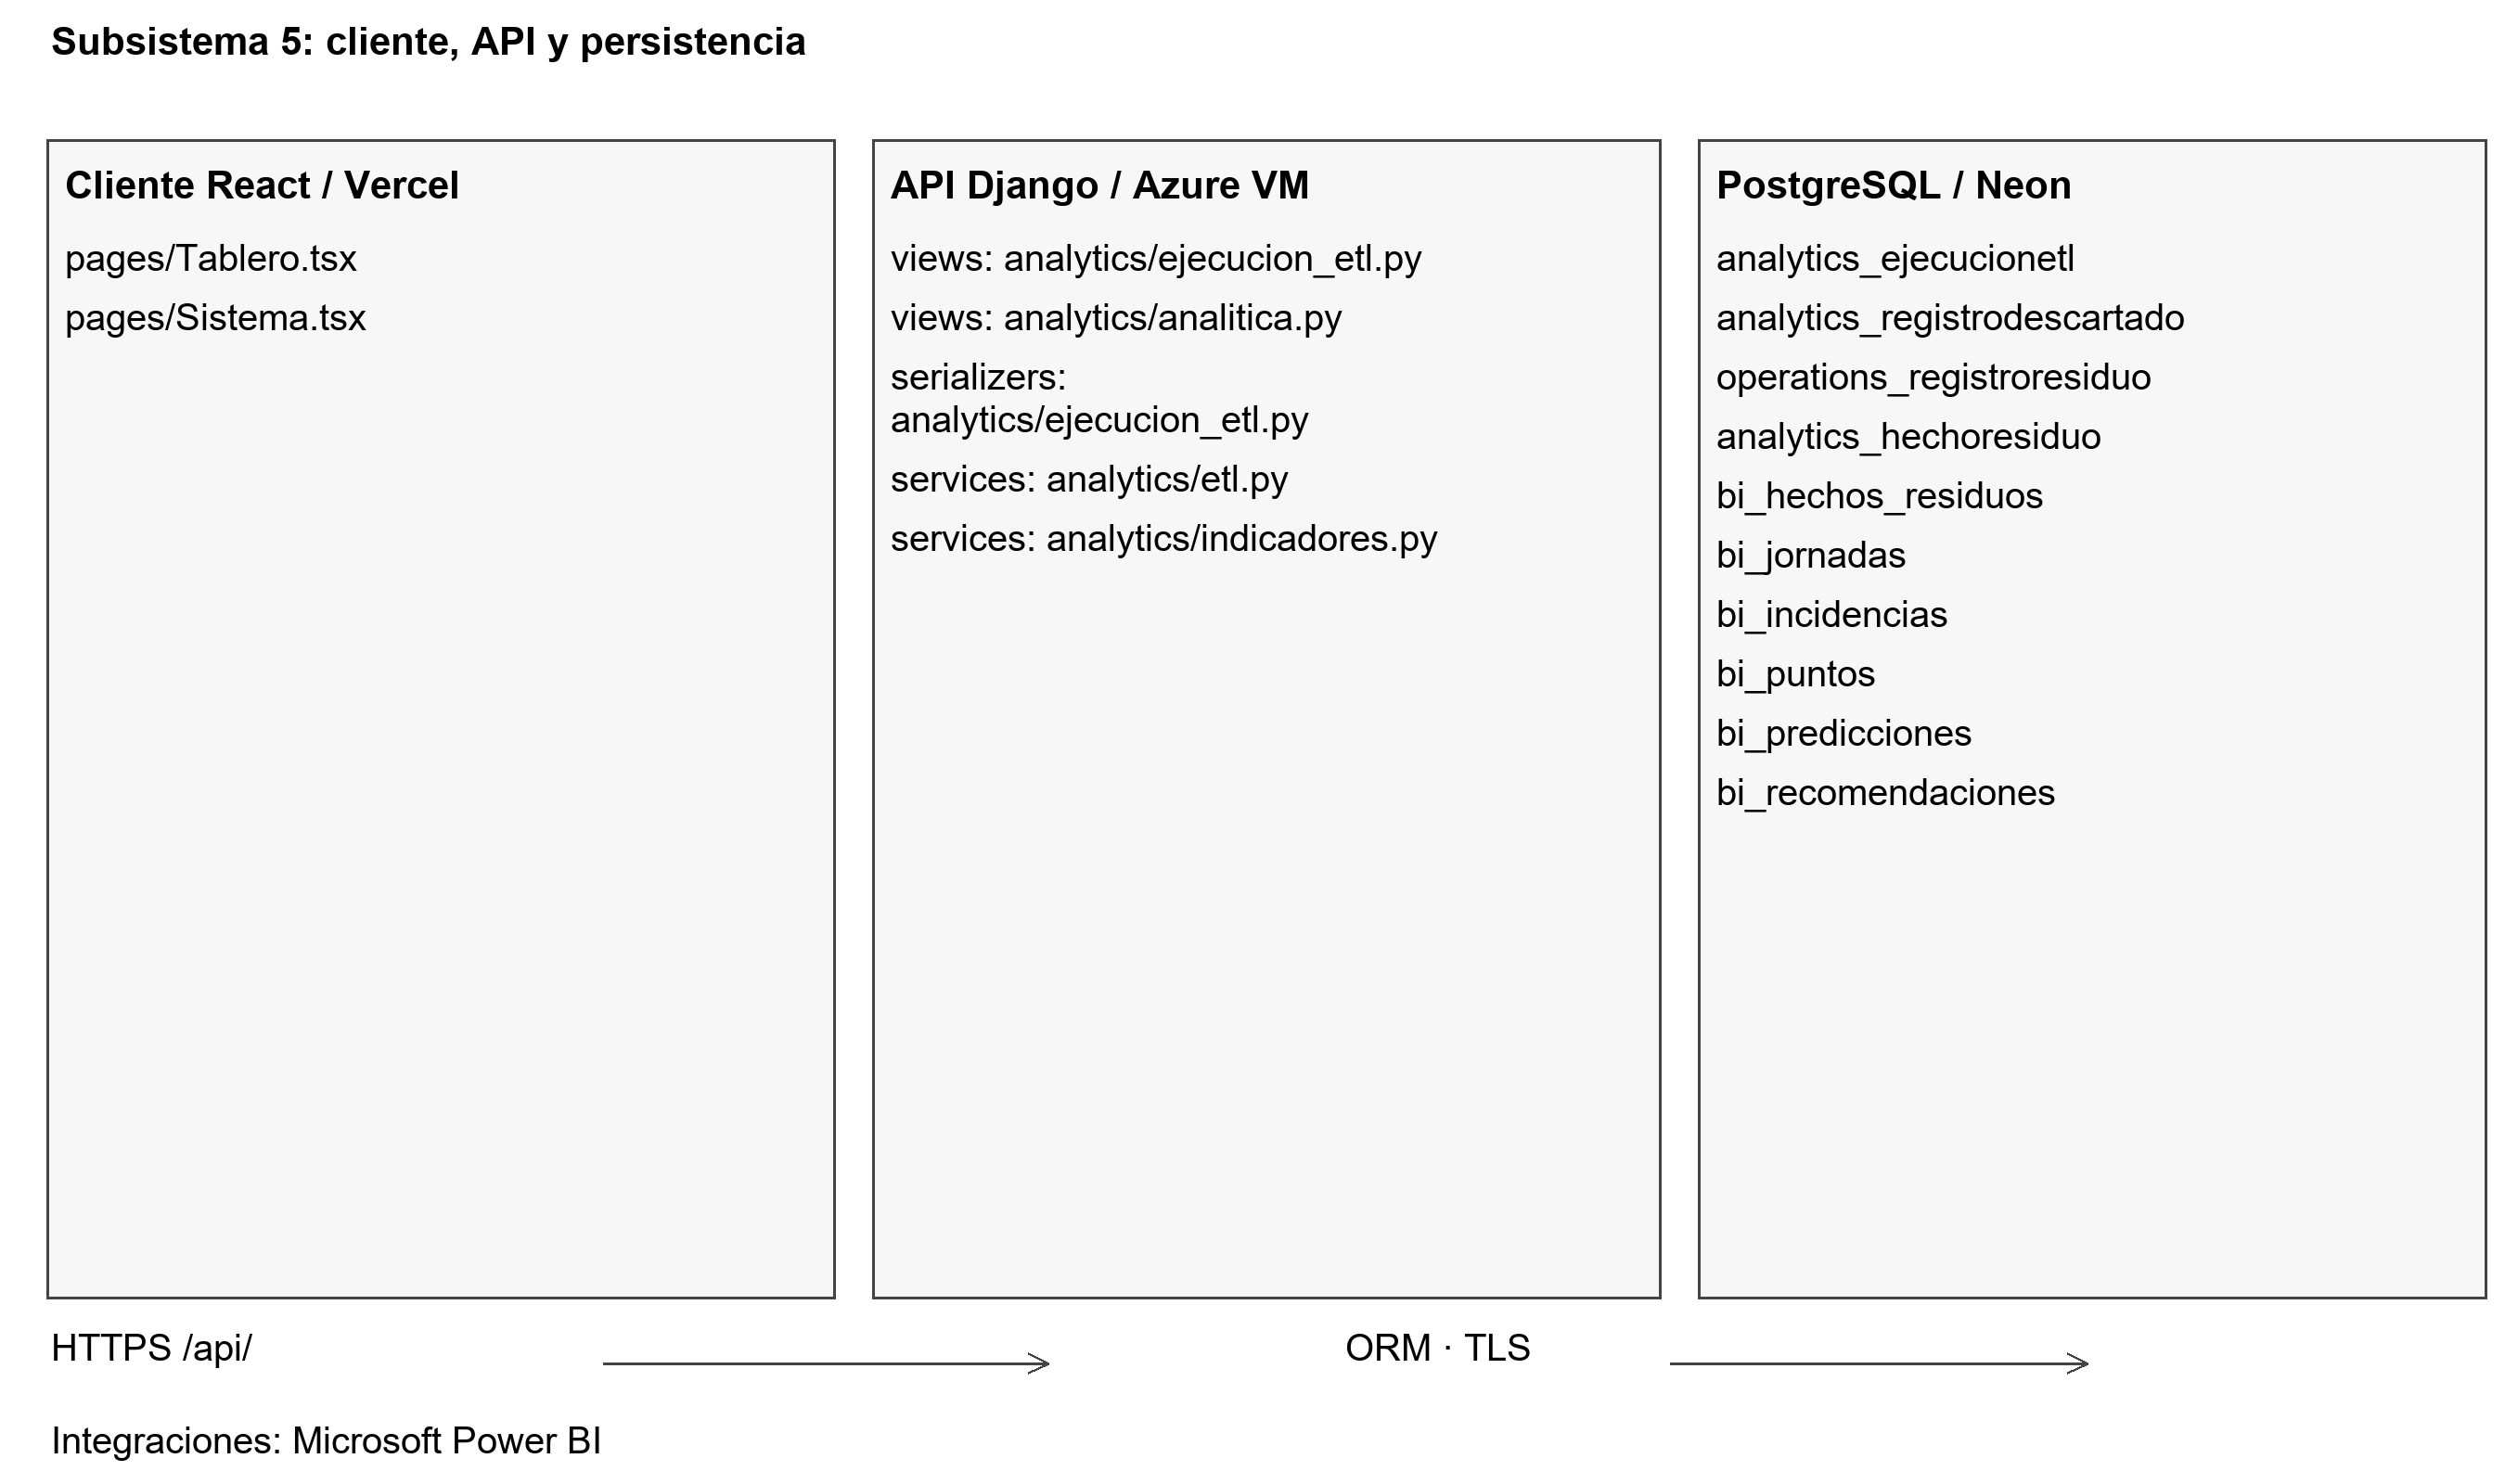 Subsistema 5: cliente, API y persistencia
Cliente React / Vercel
pages/Tablero.tsx
pages/Sistema.tsx
API Django / Azure VM
views: analytics/ejecucion_etl.py
views: analytics/analitica.py
serializers:
analytics/ejecucion_etl.py
services: analytics/etl.py
services: analytics/indicadores.py
PostgreSQL / Neon
analytics_ejecucionetl
analytics_registrodescartado
operations_registroresiduo
analytics_hechoresiduo
bi_hechos_residuos
bi_jornadas
bi_incidencias
bi_puntos
bi_predicciones
bi_recomendaciones
HTTPS /api/
ORM · TLS
Integraciones: Microsoft Power BI